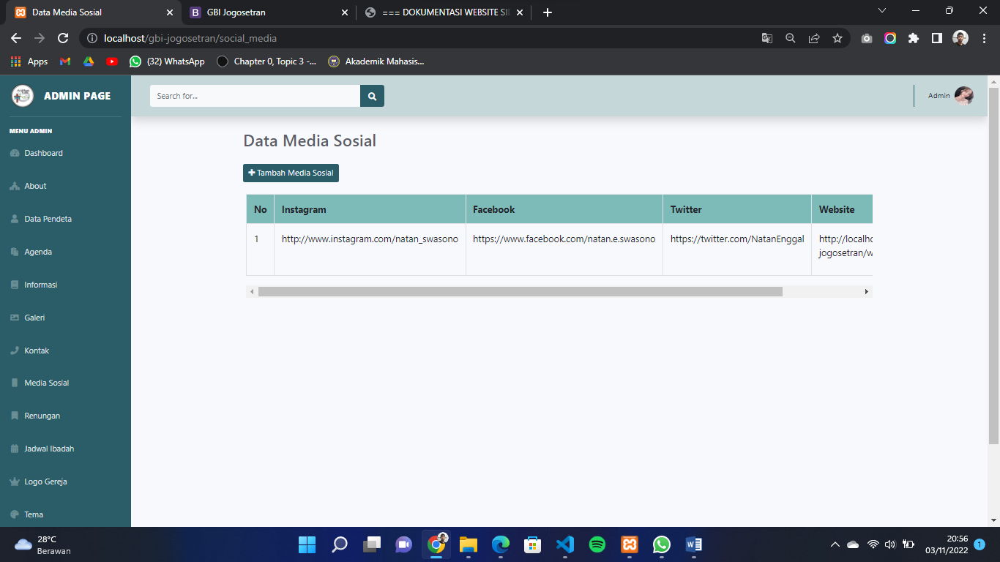 Data Media Sosial
GBI Jogosetran
=== DOKUMENTASI WEBSITE SI
localhost/gbi-jogosetran/social_media
Apps
(32) WhatsApp
Chapter 0, Topic 3 -...
Akademik Mahasis...
ADMIN PAGE
Search for...
Admin
MENU ADMIN
Dashboard
About
Data Pendeta
Agenda
Informasi
Galeri
Kontak
Media Sosial
Renungan
Jadwal Ibadah
Logo Gereja
Tema
Data Media Sosial
Tambah Media Sosial
No Instagram Facebook Twitter Website
1 http://www.instagram.com/natan_swasono https://www.facebook.com/natan.e.swasono https://twitter.com/NatanEnggal http://localho
jogosetran/w
28°C
Berawan
20:56
03/11/2022
1